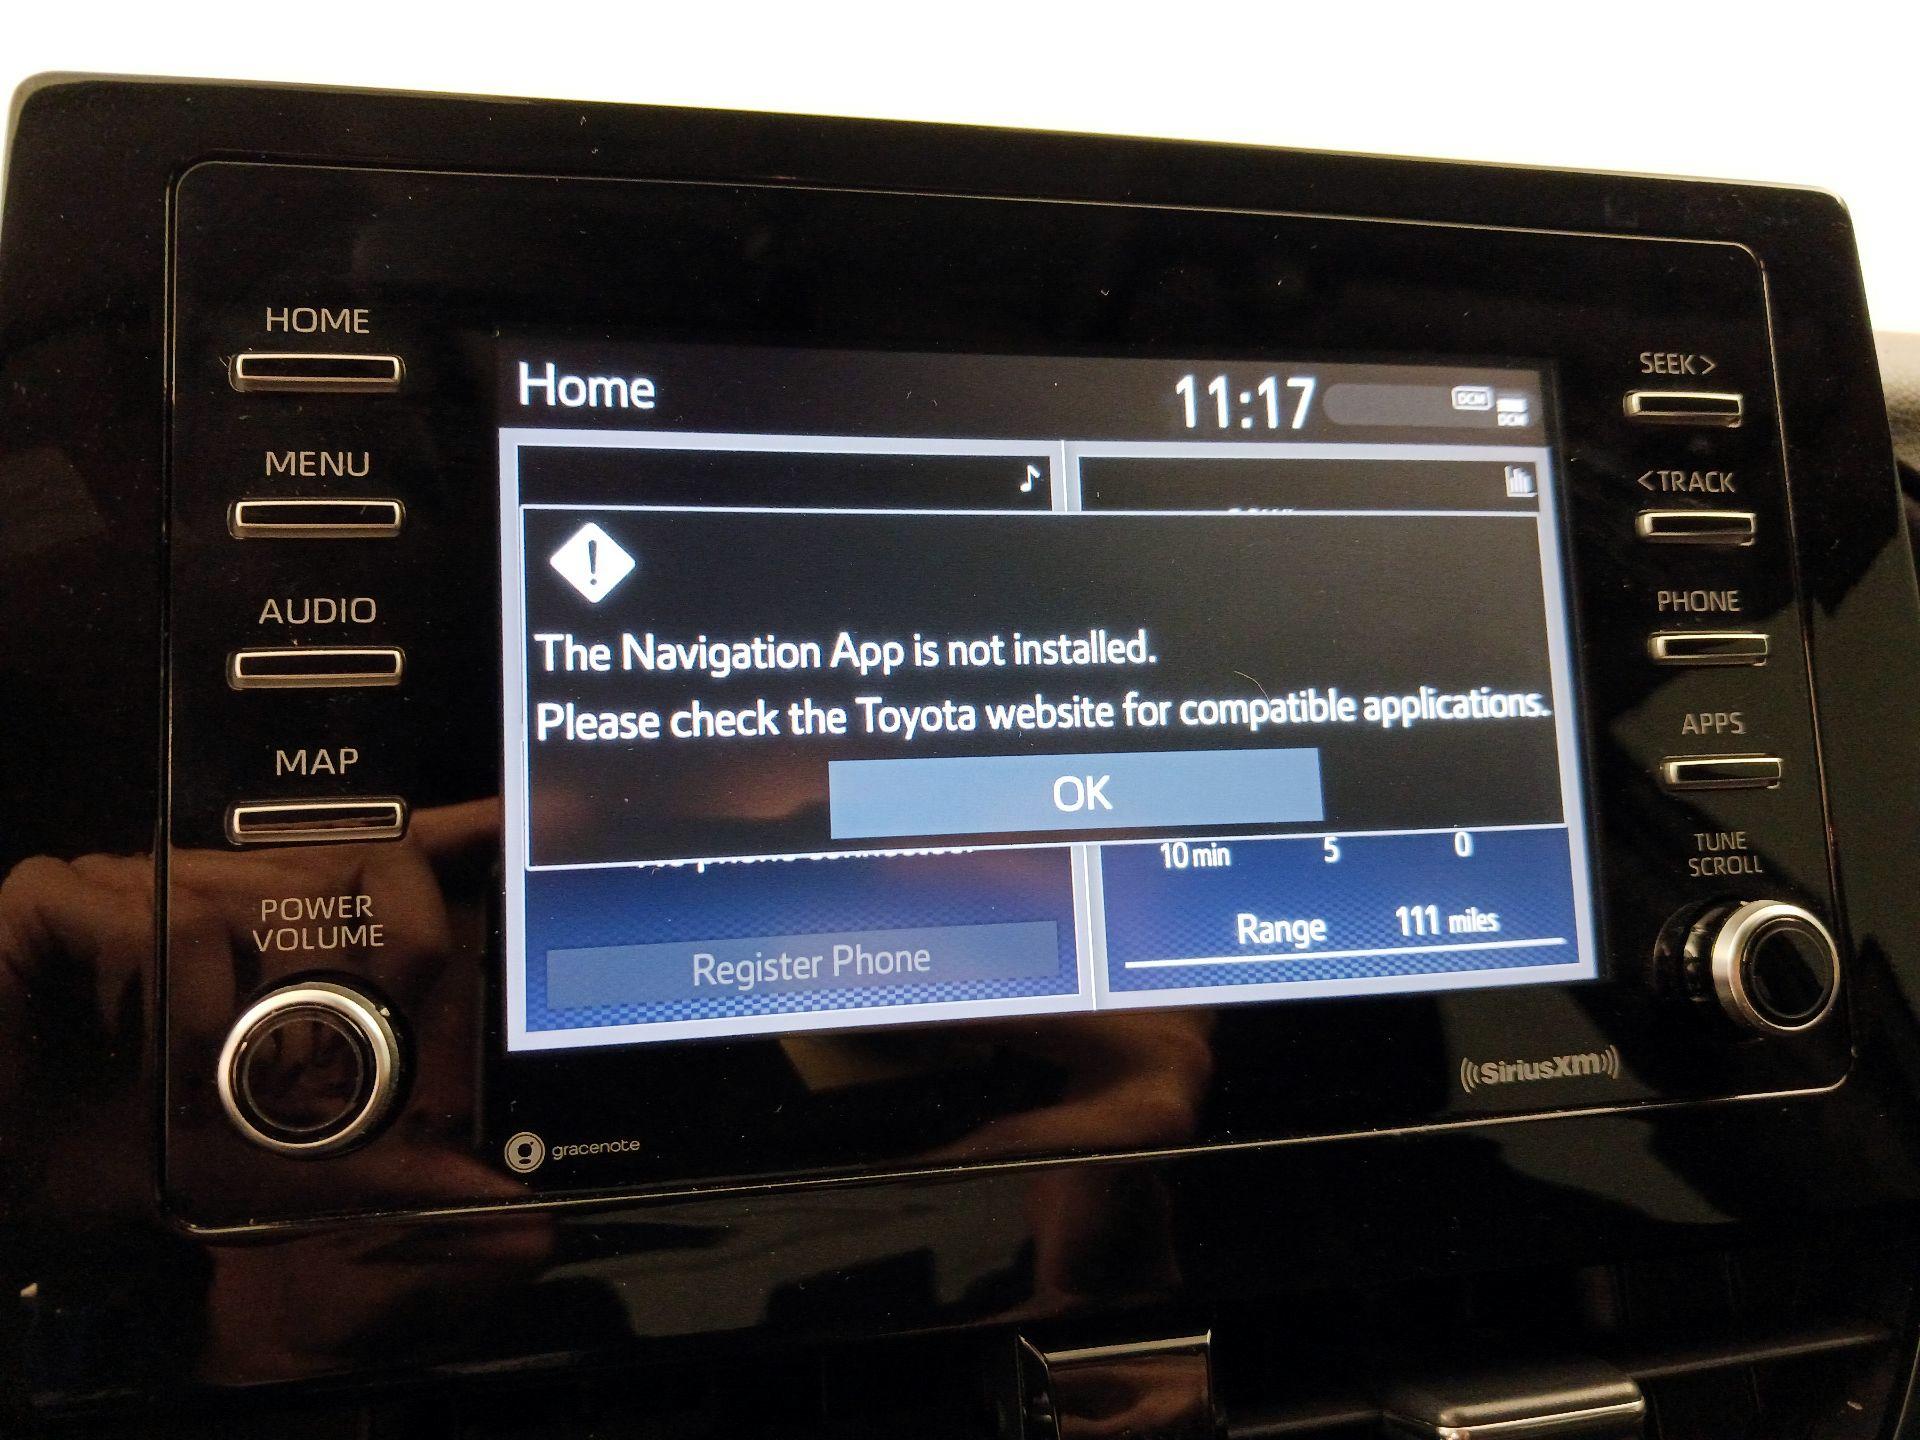 HOME
MENU
AUDIO
MAP
POWER
VOLUME
Home 11:17
DCM
DCM
The Navigation App is not installed.
Please check the Toyota website for compatible applications.
OK
10 min 5 0
Range 111 miles
Register Phone
SEEK >
< TRACK
PHONE
APPS
TUNE
SCROLL
gracenote
SiriusXM